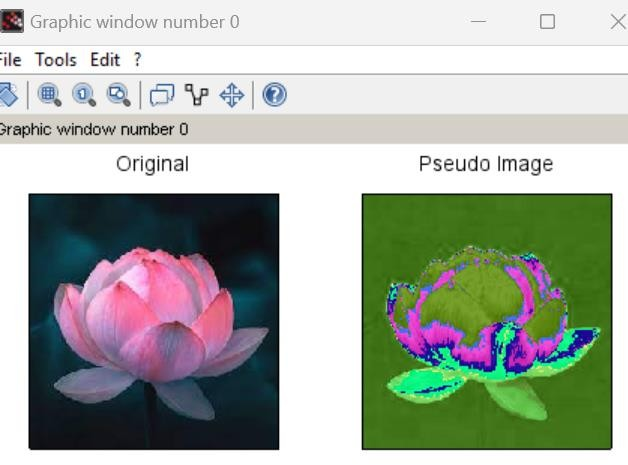 Graphic window number 0
File Tools Edit ?
Graphic window number 0
Original
Pseudo Image